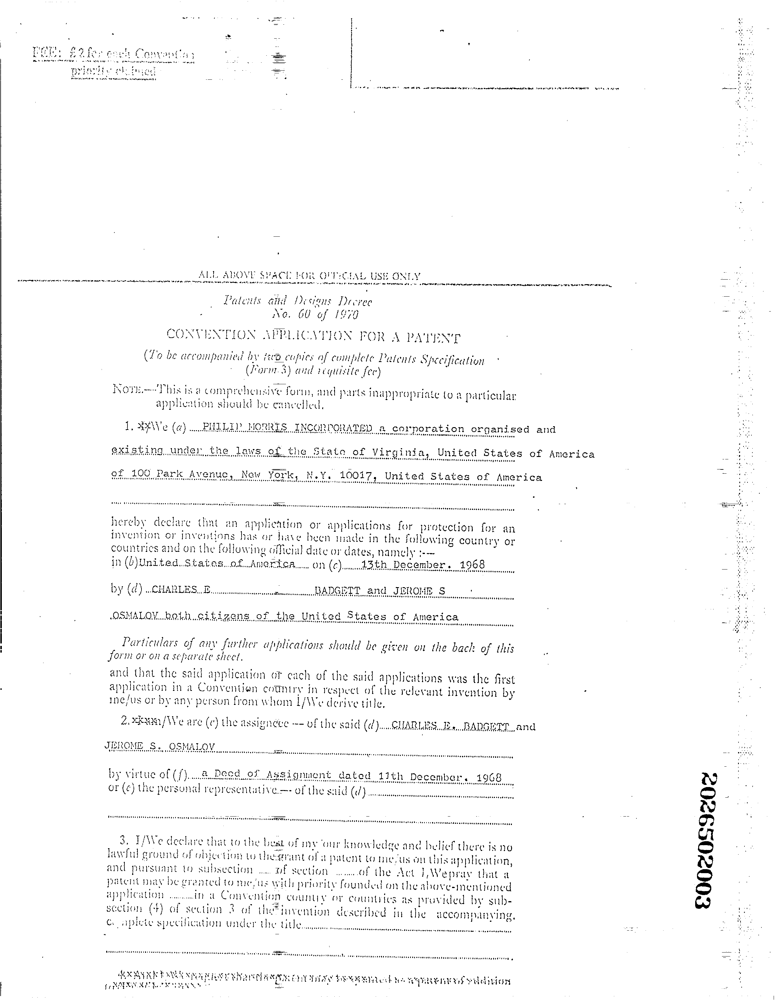 FEE: £2 for each Convention
priority claimed
ALL ABOVE SPACE FOR OFFICIAL USE ONLY
Patents and Designs Decree
No. 60 of 1970
CONVENTION APPLICATION FOR A PATENT
(To be accompanied by two copies of complete Patents Specification
(Form 3) and requisite fee)
NOTE.—This is a comprehensive form, and parts inappropriate to a particular
application should be cancelled.
1. XX We (a) PHILIP MORRIS INCORPORATED a corporation organised and
existing under the laws of the State of Virginia, United States of America
of 100 Park Avenue, New York, N.Y. 10017, United States of America
hereby declare that an application or applications for protection for an
invention or inventions has or have been made in the following country or
countries and on the following official date or dates, namely :—
in (b) United States of America on (c) 13th December, 1968
by (d) CHARLES E BADGETT and JEROME S
OSMALOV both citizens of the United States of America
Particulars of any further applications should be given on the back of this
form or on a separate sheet.
and that the said application or each of the said applications was the first
application in a Convention country in respect of the relevant invention by
me/us or by any person from whom I/We derive title.
2. /We are (e) the assignee — of the said (d) CHARLES E. BADGETT and
JEROME S. OSMALOV
by virtue of (f) a Deed of Assignment dated 11th December, 1968
or (e) the personal representative — of the said (d)
3. I/We declare that to the best of my/our knowledge and belief there is no
lawful ground of objection to the grant of a patent to me/us on this application,
and pursuant to subsection ..... of section ..... of the Act I/We pray that a
patent may be granted to me/us with priority founded on the above-mentioned
application ..... in a Convention country or countries as provided by sub-
section (4) of section 3 of the invention described in the accompanying,
complete specification under the title
2026502003